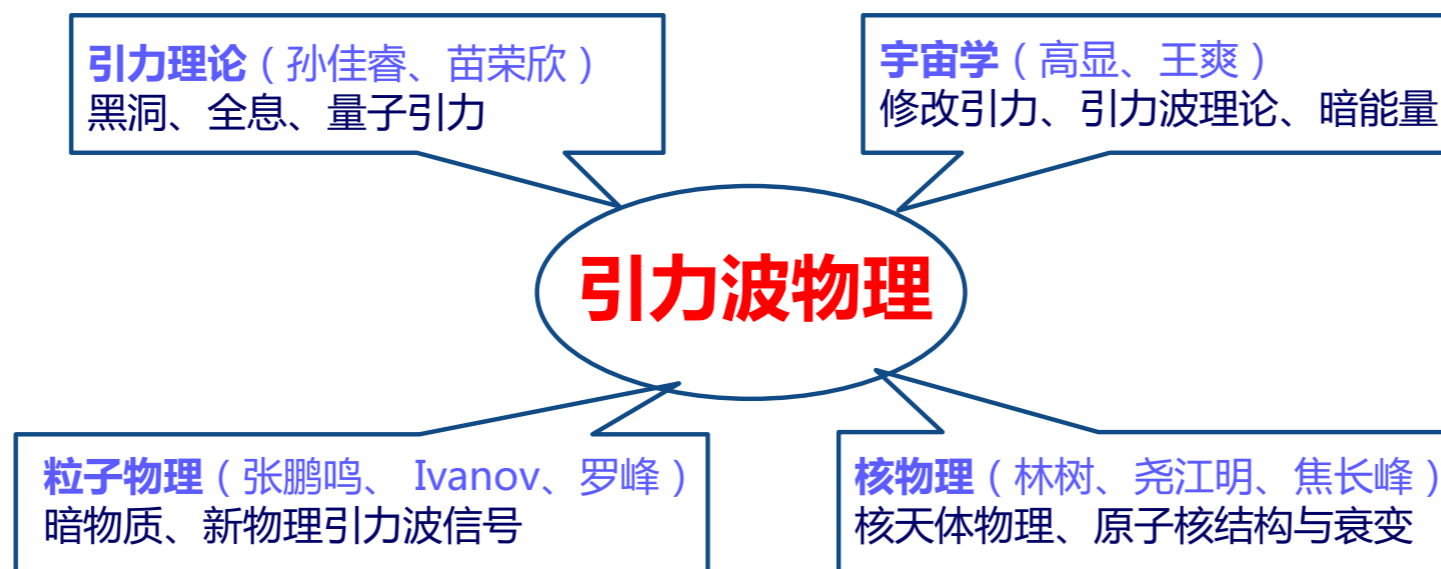 引力理论（孙佳睿、苗荣欣）
黑洞、全息、量子引力
宇宙学（高显、王爽）
修改引力、引力波理论、暗能量
引力波物理
粒子物理（张鹏鸣、 Ivanov、罗峰）
暗物质、新物理引力波信号
核物理（林树、尧江明、焦长峰）
核天体物理、原子核结构与衰变